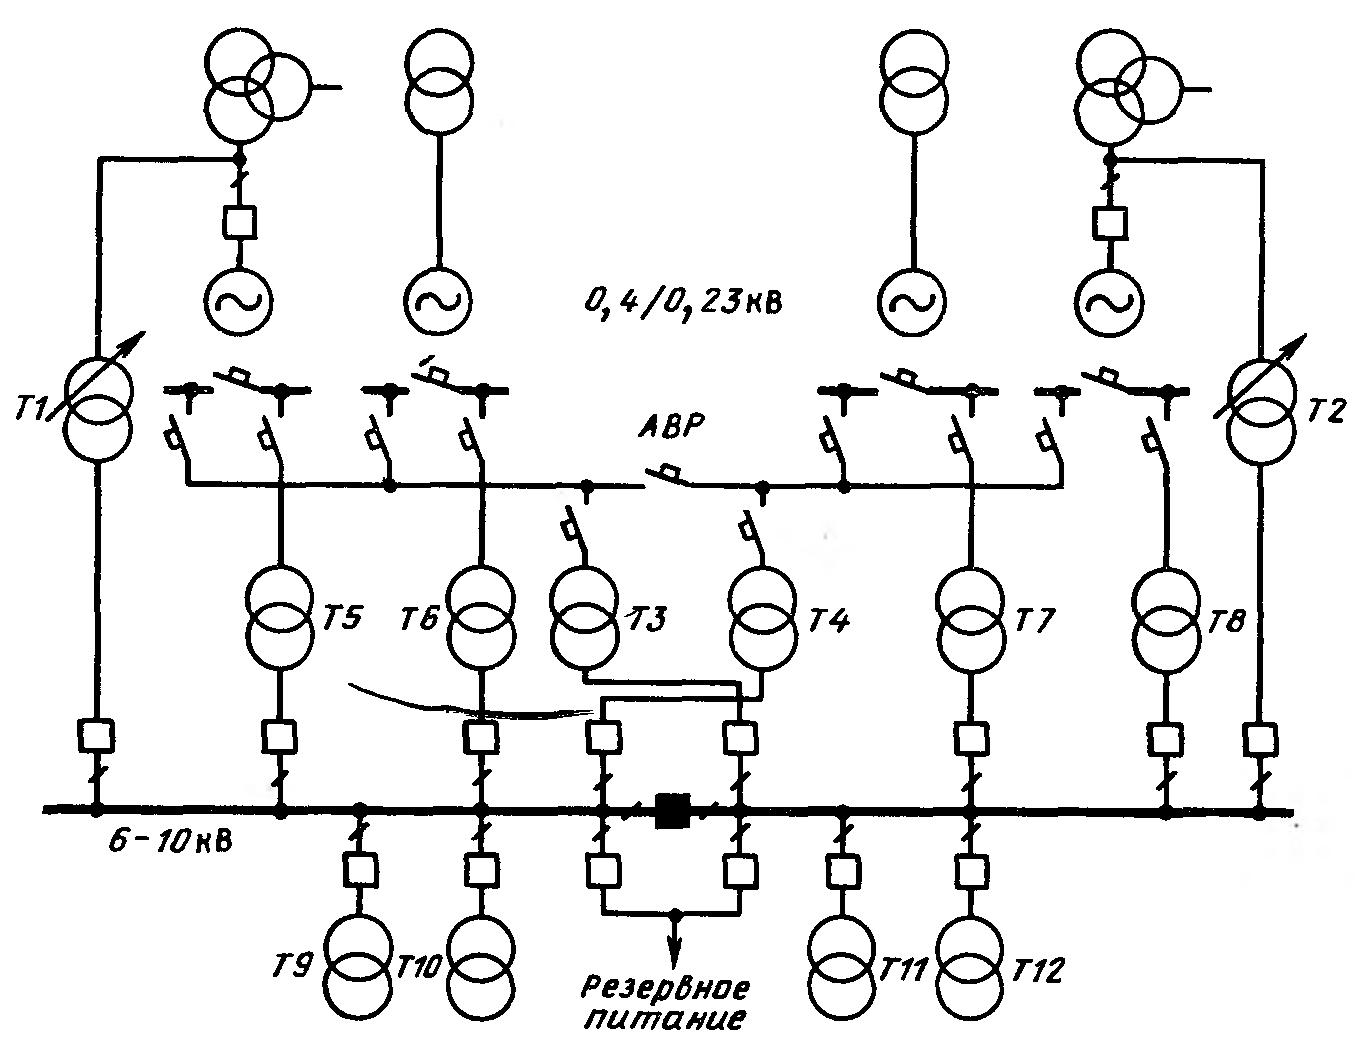 0,4/0,23кВ
Т1
АВР
Т2
Т5
Т6
Т3
Т4
Т7
Т8
6-10кВ
Т9
Т10
Т11
Т12
Резервное
питание